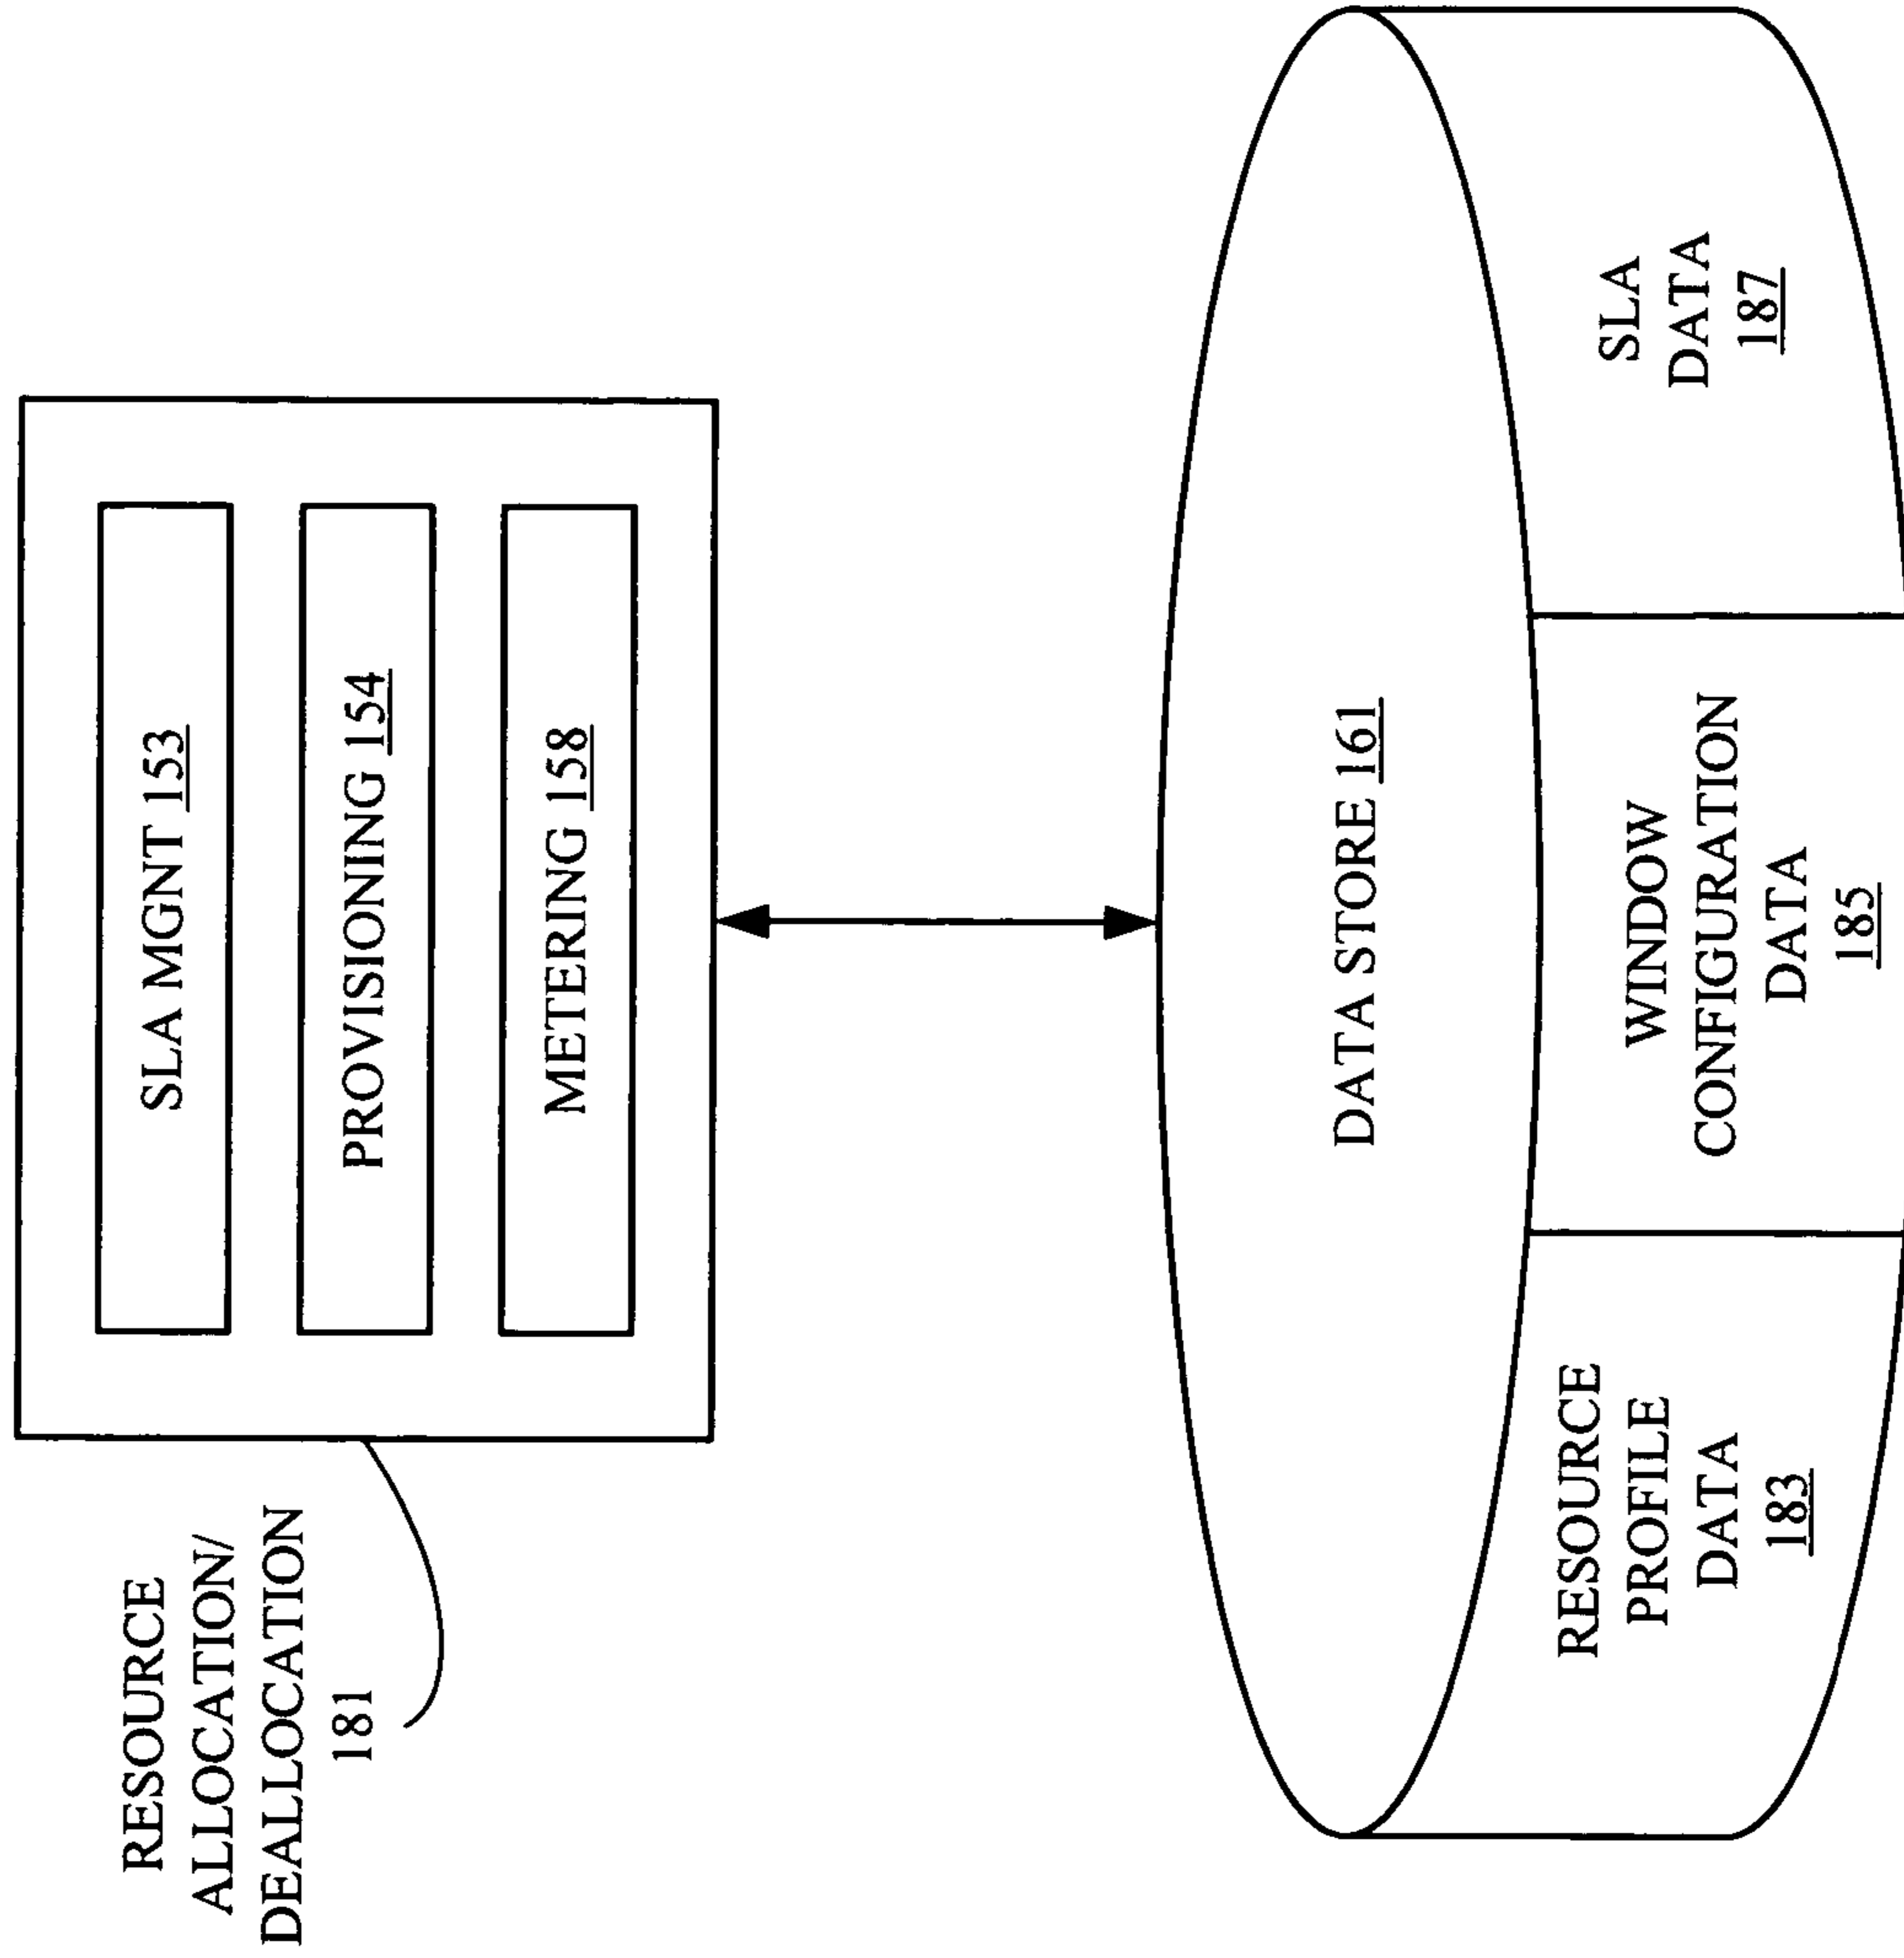 RESOURCE
ALLOCATION/
DEALLOCATION
181
SLA MGNT 153
PROVISIONING 154
METERING 158
DATA STORE 161
RESOURCE
PROFILE
DATA
183
WINDOW
CONFIGURATION
DATA
185
SLA
DATA
187